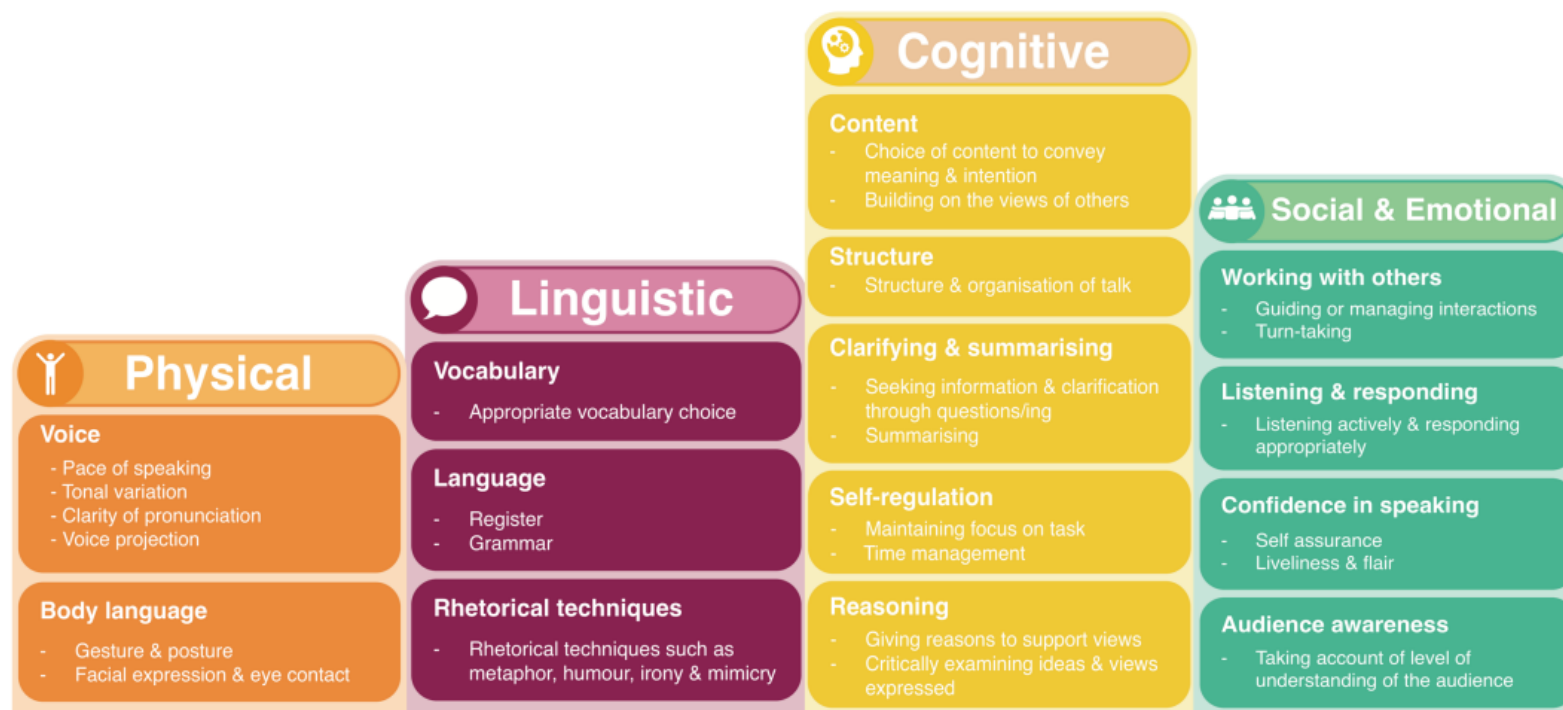 Physical
Voice
- Pace of speaking
- Tonal variation
- Clarity of pronunciation
- Voice projection
Body language
- Gesture & posture
- Facial expression & eye contact
Linguistic
Vocabulary
- Appropriate vocabulary choice
Language
- Register
- Grammar
Rhetorical techniques
- Rhetorical techniques such as
metaphor, humour, irony & mimicry
Cognitive
Content
- Choice of content to convey
meaning & intention
- Building on the views of others
Structure
- Structure & organisation of talk
Clarifying & summarising
- Seeking information & clarification
through questions/ing
- Summarising
Self-regulation
- Maintaining focus on task
- Time management
Reasoning
- Giving reasons to support views
- Critically examining ideas & views
expressed
Social & Emotional
Working with others
- Guiding or managing interactions
- Turn-taking
Listening & responding
- Listening actively & responding
appropriately
Confidence in speaking
- Self assurance
- Liveliness & flair
Audience awareness
- Taking account of level of
understanding of the audience